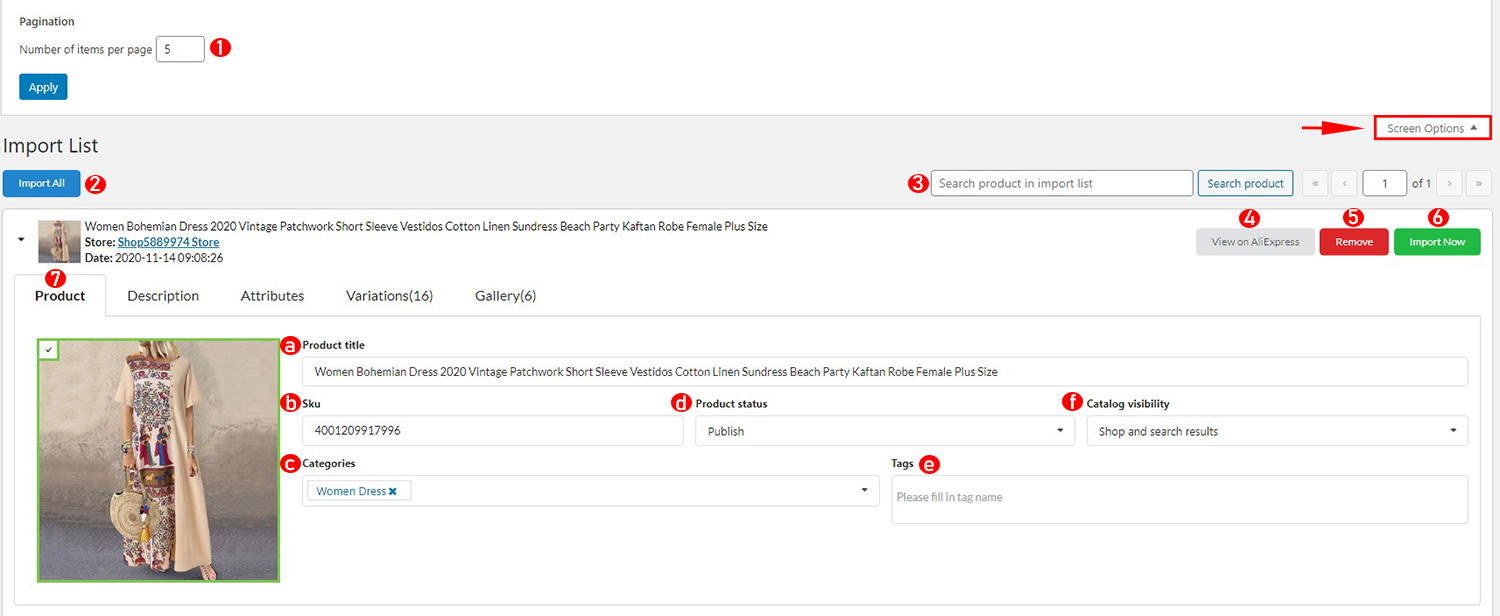 Pagination
Number of items per page 5 1
Apply
Screen Options
Import List
Import All 2 3 Search product in import list Search product « ‹ 1 of 1 › »
Women Bohemian Dress 2020 Vintage Patchwork Short Sleeve Vestidos Cotton Linen Sundress Beach Party Kaftan Robe Female Plus Size
Store: Shop5889974 Store
Date: 2020-11-14 09:08:26
4 5 6
View on AliExpress Remove Import Now
7
Product Description Attributes Variations(16) Gallery(6)
a Product title
Women Bohemian Dress 2020 Vintage Patchwork Short Sleeve Vestidos Cotton Linen Sundress Beach Party Kaftan Robe Female Plus Size
b Sku d Product status f Catalog visibility
4001209917996 Publish Shop and search results
c Categories Tags e
Women Dress × Please fill in tag name